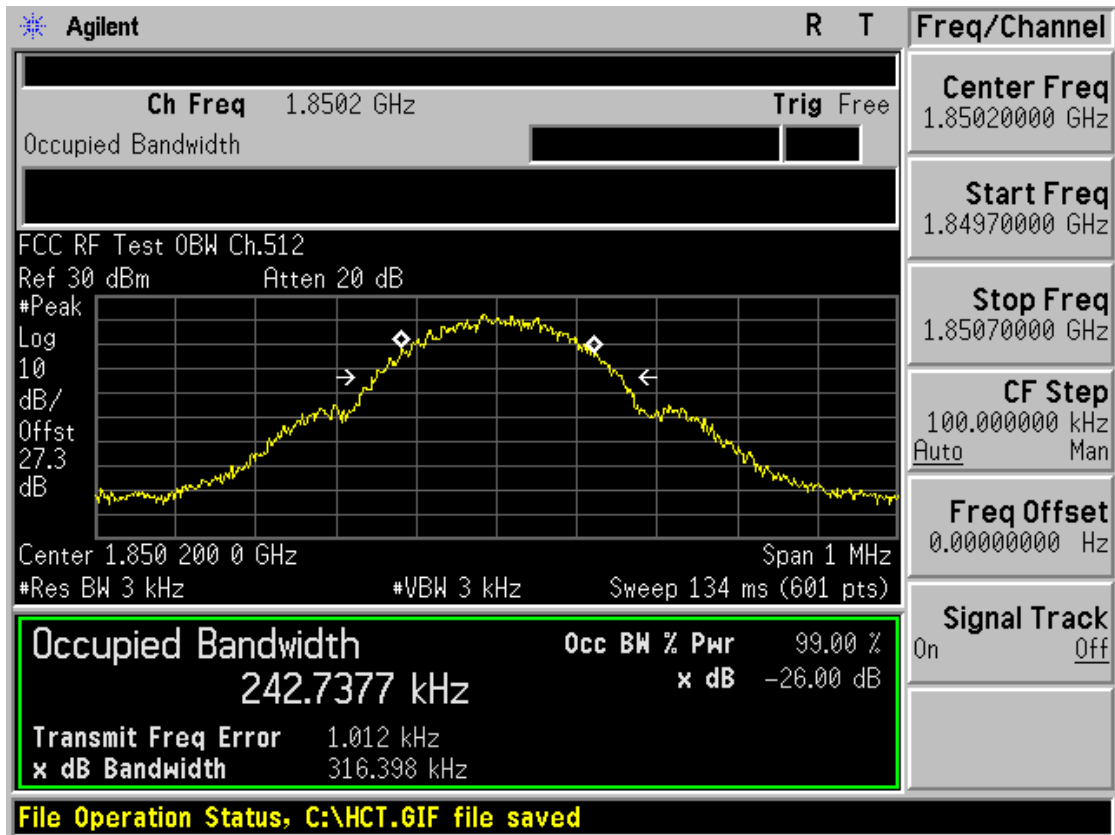 Agilent R T Freq/Channel
Ch Freq 1.8502 GHz Trig Free
Occupied Bandwidth
Center Freq
1.85020000 GHz
Start Freq
1.84970000 GHz
Stop Freq
1.85070000 GHz
CF Step
100.000000 kHz
Auto Man
Freq Offset
0.00000000 Hz
Signal Track
On Off
FCC RF Test OBW Ch.512
Ref 30 dBm Atten 20 dB
#Peak
Log
10
dB/
Offst
27.3
dB
Center 1.850 200 0 GHz Span 1 MHz
#Res BW 3 kHz #VBW 3 kHz Sweep 134 ms (601 pts)
Occupied Bandwidth
242.7377 kHz
Occ BW % Pwr 99.00 %
x dB -26.00 dB
Transmit Freq Error 1.012 kHz
x dB Bandwidth 316.398 kHz
File Operation Status, C:\HCT.GIF file saved